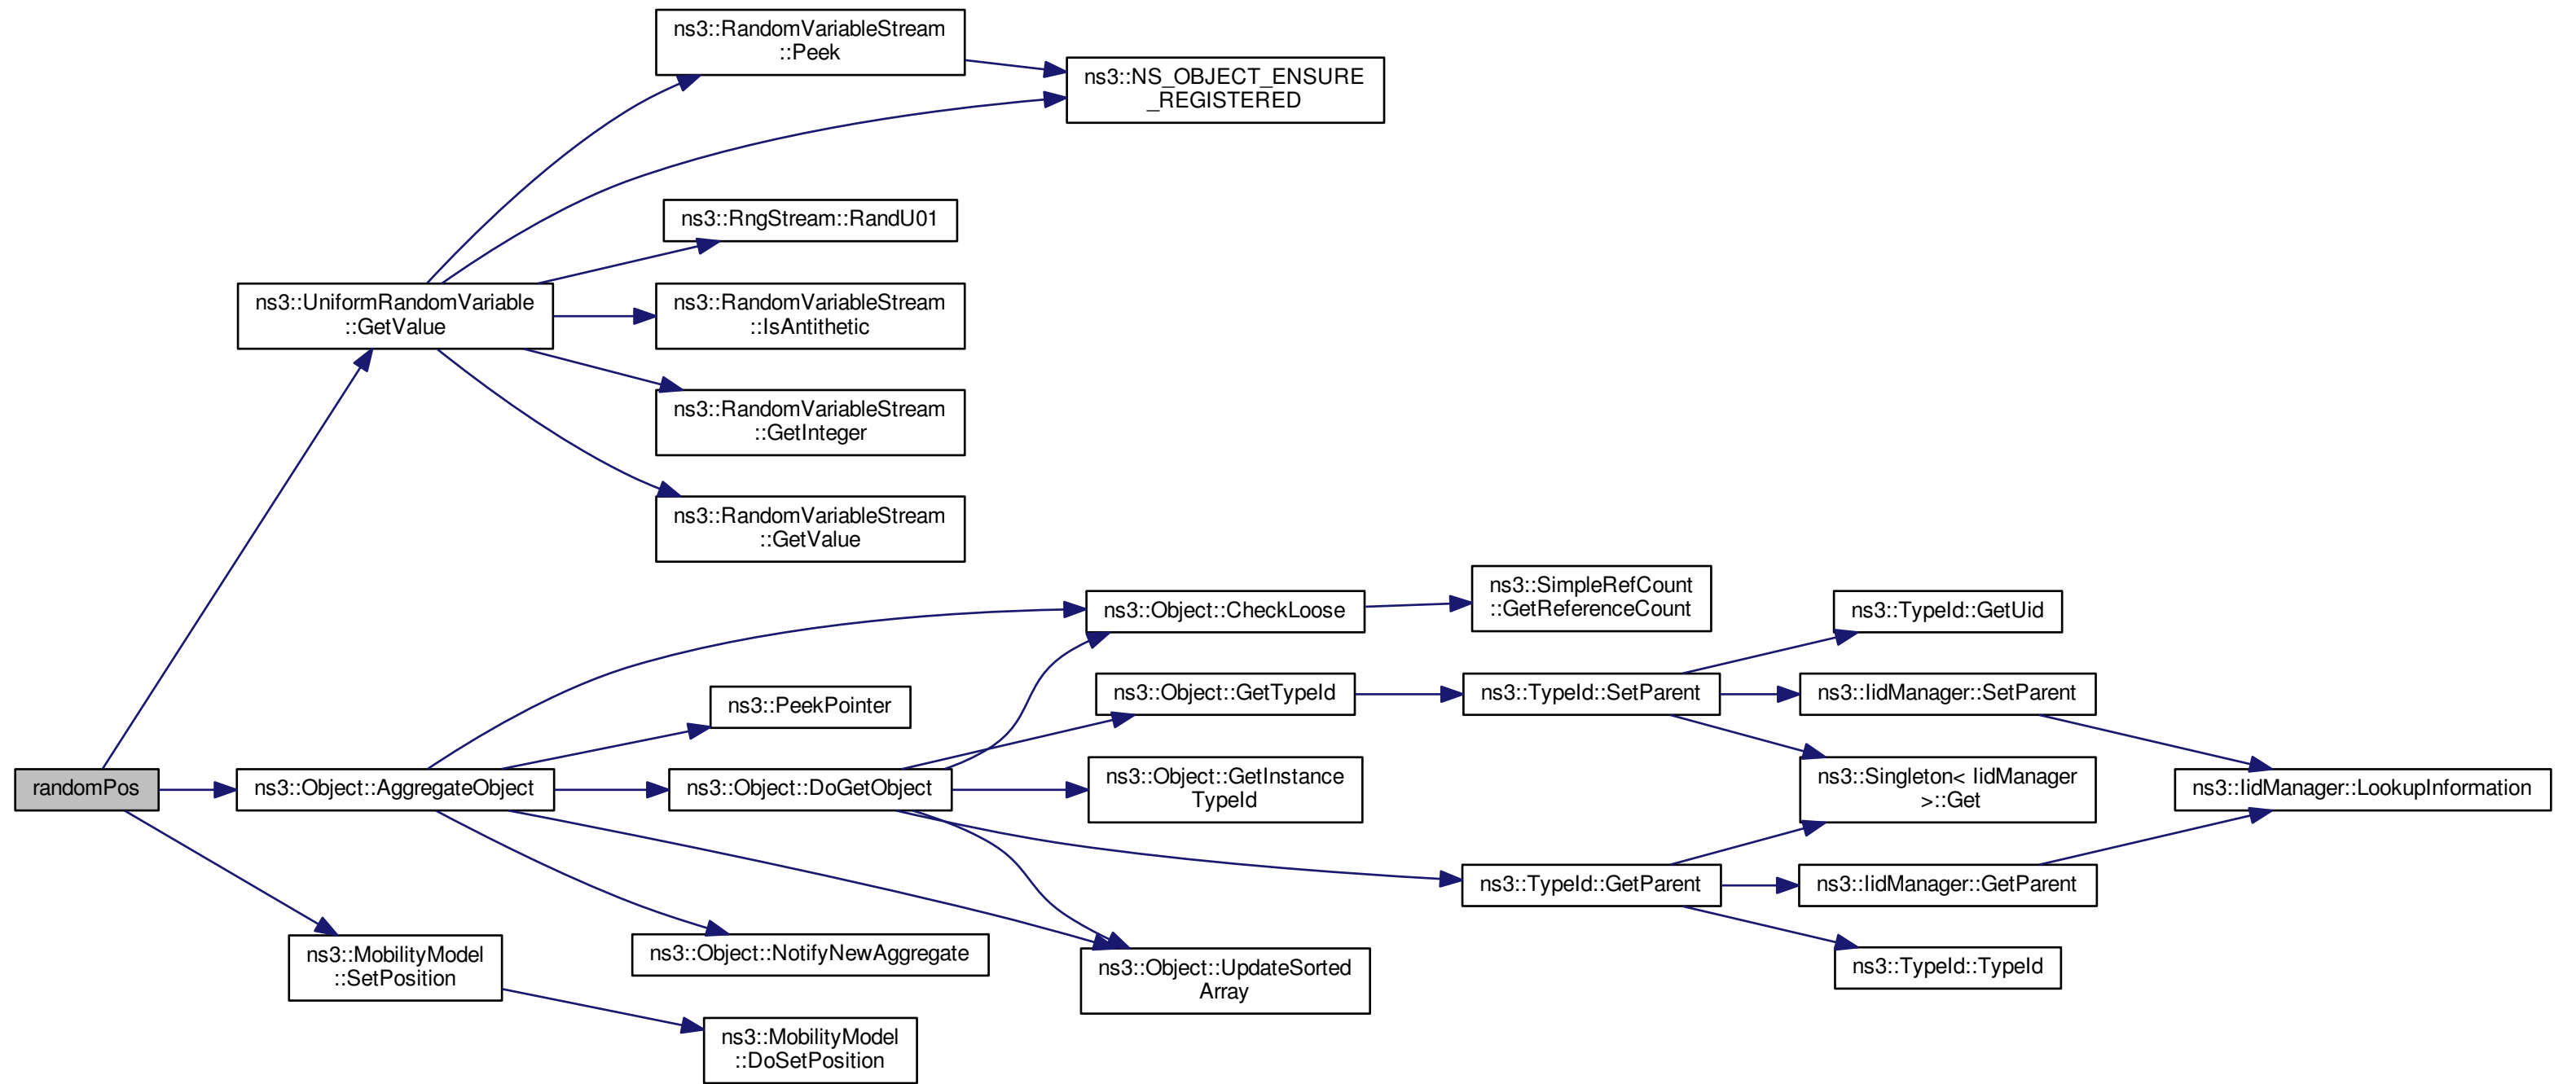 ns3::RandomVariableStream
::Peek
ns3::NS_OBJECT_ENSURE
_REGISTERED
ns3::RngStream::RandU01
ns3::UniformRandomVariable
::GetValue
ns3::RandomVariableStream
::IsAntithetic
ns3::RandomVariableStream
::GetInteger
ns3::RandomVariableStream
::GetValue
ns3::Object::CheckLoose
ns3::SimpleRefCount
::GetReferenceCount
ns3::TypeId::GetUid
ns3::PeekPointer
ns3::Object::GetTypeId
ns3::TypeId::SetParent
ns3::IidManager::SetParent
randomPos
ns3::Object::AggregateObject
ns3::Object::DoGetObject
ns3::Object::GetInstance
TypeId
ns3::Singleton< IidManager
>::Get
ns3::IidManager::LookupInformation
ns3::TypeId::GetParent
ns3::IidManager::GetParent
ns3::MobilityModel
::SetPosition
ns3::Object::NotifyNewAggregate
ns3::Object::UpdateSorted
Array
ns3::TypeId::TypeId
ns3::MobilityModel
::DoSetPosition